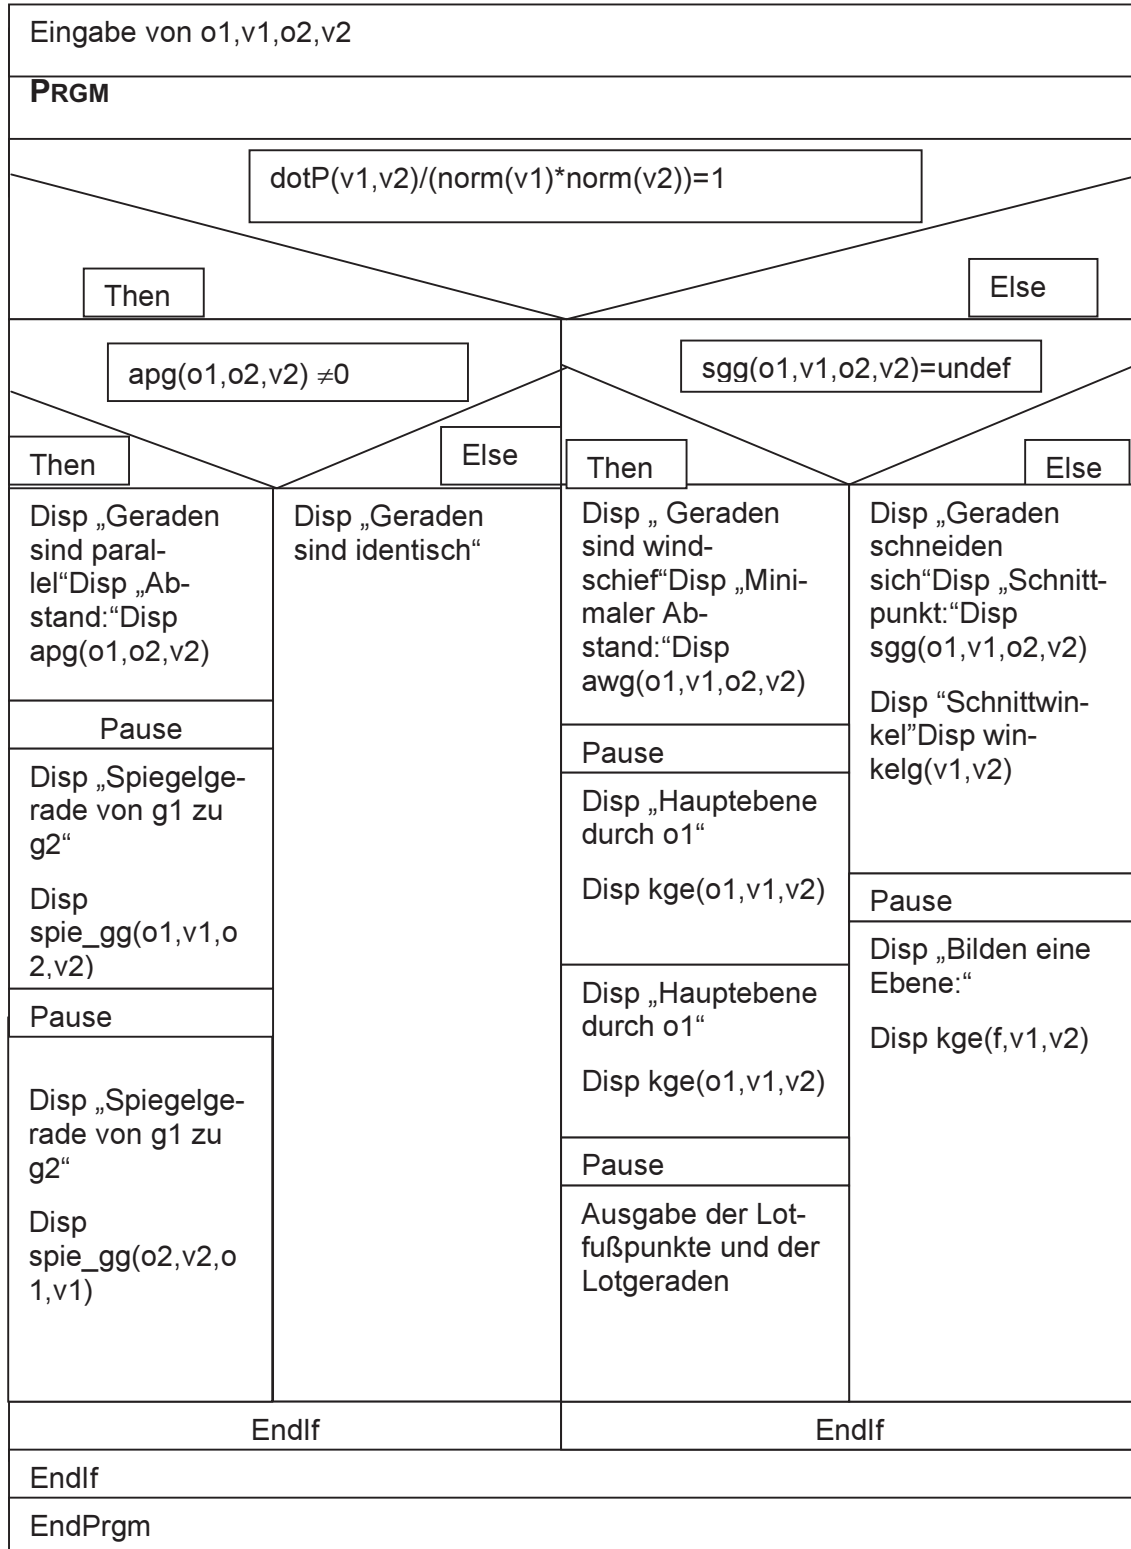 Eingabe von o1,v1,o2,v2
PRGM
dotP(v1,v2)/(norm(v1)*norm(v2))=1
Then
Else
apg(o1,o2,v2) ≠0
Then
Else
Disp „Geraden
sind paral-
lel“Disp „Ab-
stand:“Disp
apg(o1,o2,v2)
Pause
Disp „Spiegelge-
rade von g1 zu
g2“
Disp
spie_gg(o1,v1,o
2,v2)
Pause
Disp „Spiegelge-
rade von g1 zu
g2“
Disp
spie_gg(o2,v2,o
1,v1)
Disp „Geraden
sind identisch“
EndIf
sgg(o1,v1,o2,v2)=undef
Then
Else
Disp „ Geraden
sind wind-
schief“Disp „Mini-
maler Ab-
stand:“Disp
awg(o1,v1,o2,v2)
Pause
Disp „Hauptebene
durch o1“
Disp kge(o1,v1,v2)
Disp „Hauptebene
durch o1“
Disp kge(o1,v1,v2)
Pause
Ausgabe der Lot-
fußpunkte und der
Lotgeraden
Disp „Geraden
schneiden
sich“Disp „Schnitt-
punkt:“Disp
sgg(o1,v1,o2,v2)
Disp “Schnittwin-
kel”Disp win-
kelg(v1,v2)
Pause
Disp „Bilden eine
Ebene:“
Disp kge(f,v1,v2)
EndIf
EndIf
EndPrgm